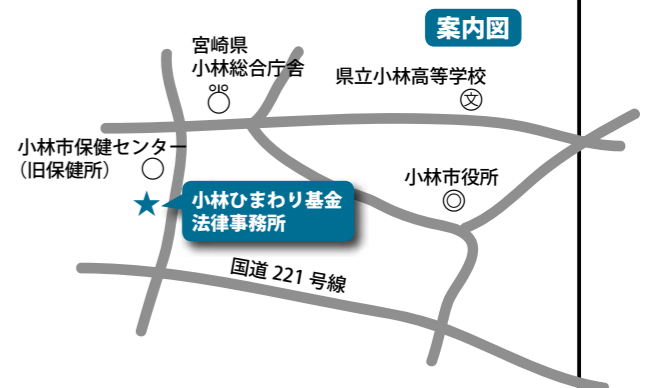 案内図
宮崎県
小林総合庁舎
県立小林高等学校
文
小林市保健センター
（旧保健所）
小林市役所
小林ひまわり基金
法律事務所
国道 221 号線